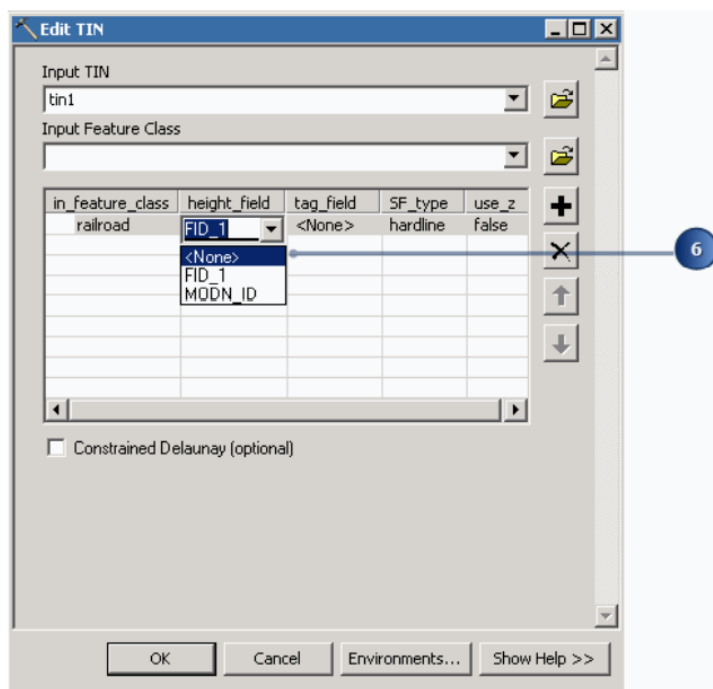 Edit TIN
Input TIN
tin1
Input Feature Class
in_feature_class height_field tag_field SF_type use_z
railroad FID_1 <None> hardline false
<None>
6
FID_1
MODN_ID
Constrained Delaunay (optional)
OK Cancel Environments... Show Help >>